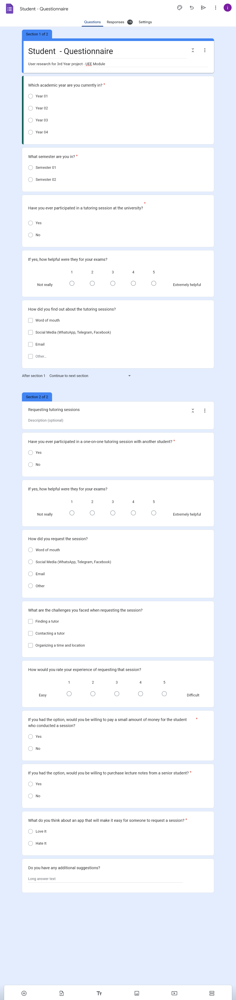 Student - Questionnaire
i
Questions Responses 15 Settings
Section 1 of 2
Student - Questionnaire
User research for 3rd Year project - UEE Module
Which academic year are you currently in? *
Year 01
Year 02
Year 03
Year 04
What semester are you in? *
Semester 01
Semester 02
Have you ever participated in a tutoring session at the university? *
Yes
No
If yes, how helpful were they for your exams?
1 2 3 4 5
Not really Extremely helpful
How did you find out about the tutoring sessions?
Word of mouth
Social Media (WhatsApp, Telegram, Facebook)
Email
Other...
After section 1 Continue to next section
Section 2 of 2
Requesting tutoring sessions
Description (optional)
Have you ever participated in a one-on-one tutoring session with another student? *
Yes
No
If yes, how helpful were they for your exams?
1 2 3 4 5
Not really Extremely helpful
How did you request the session?
Word of mouth
Social Media (WhatsApp, Telegram, Facebook)
Email
Other
What are the challenges you faced when requesting the session?
Finding a tutor
Contacting a tutor
Organizing a time and location
How would you rate your experience of requesting that session?
1 2 3 4 5
Easy Difficult
If you had the option, would you be willing to pay a small amount of money for the student *
who conducted a session?
Yes
No
If you had the option, would you be willing to purchase lecture notes from a senior student? *
Yes
No
What do you think about an app that will make it easy for someone to request a session? *
Love It
Hate It
Do you have any additional suggestions?
Long answer text
Tт